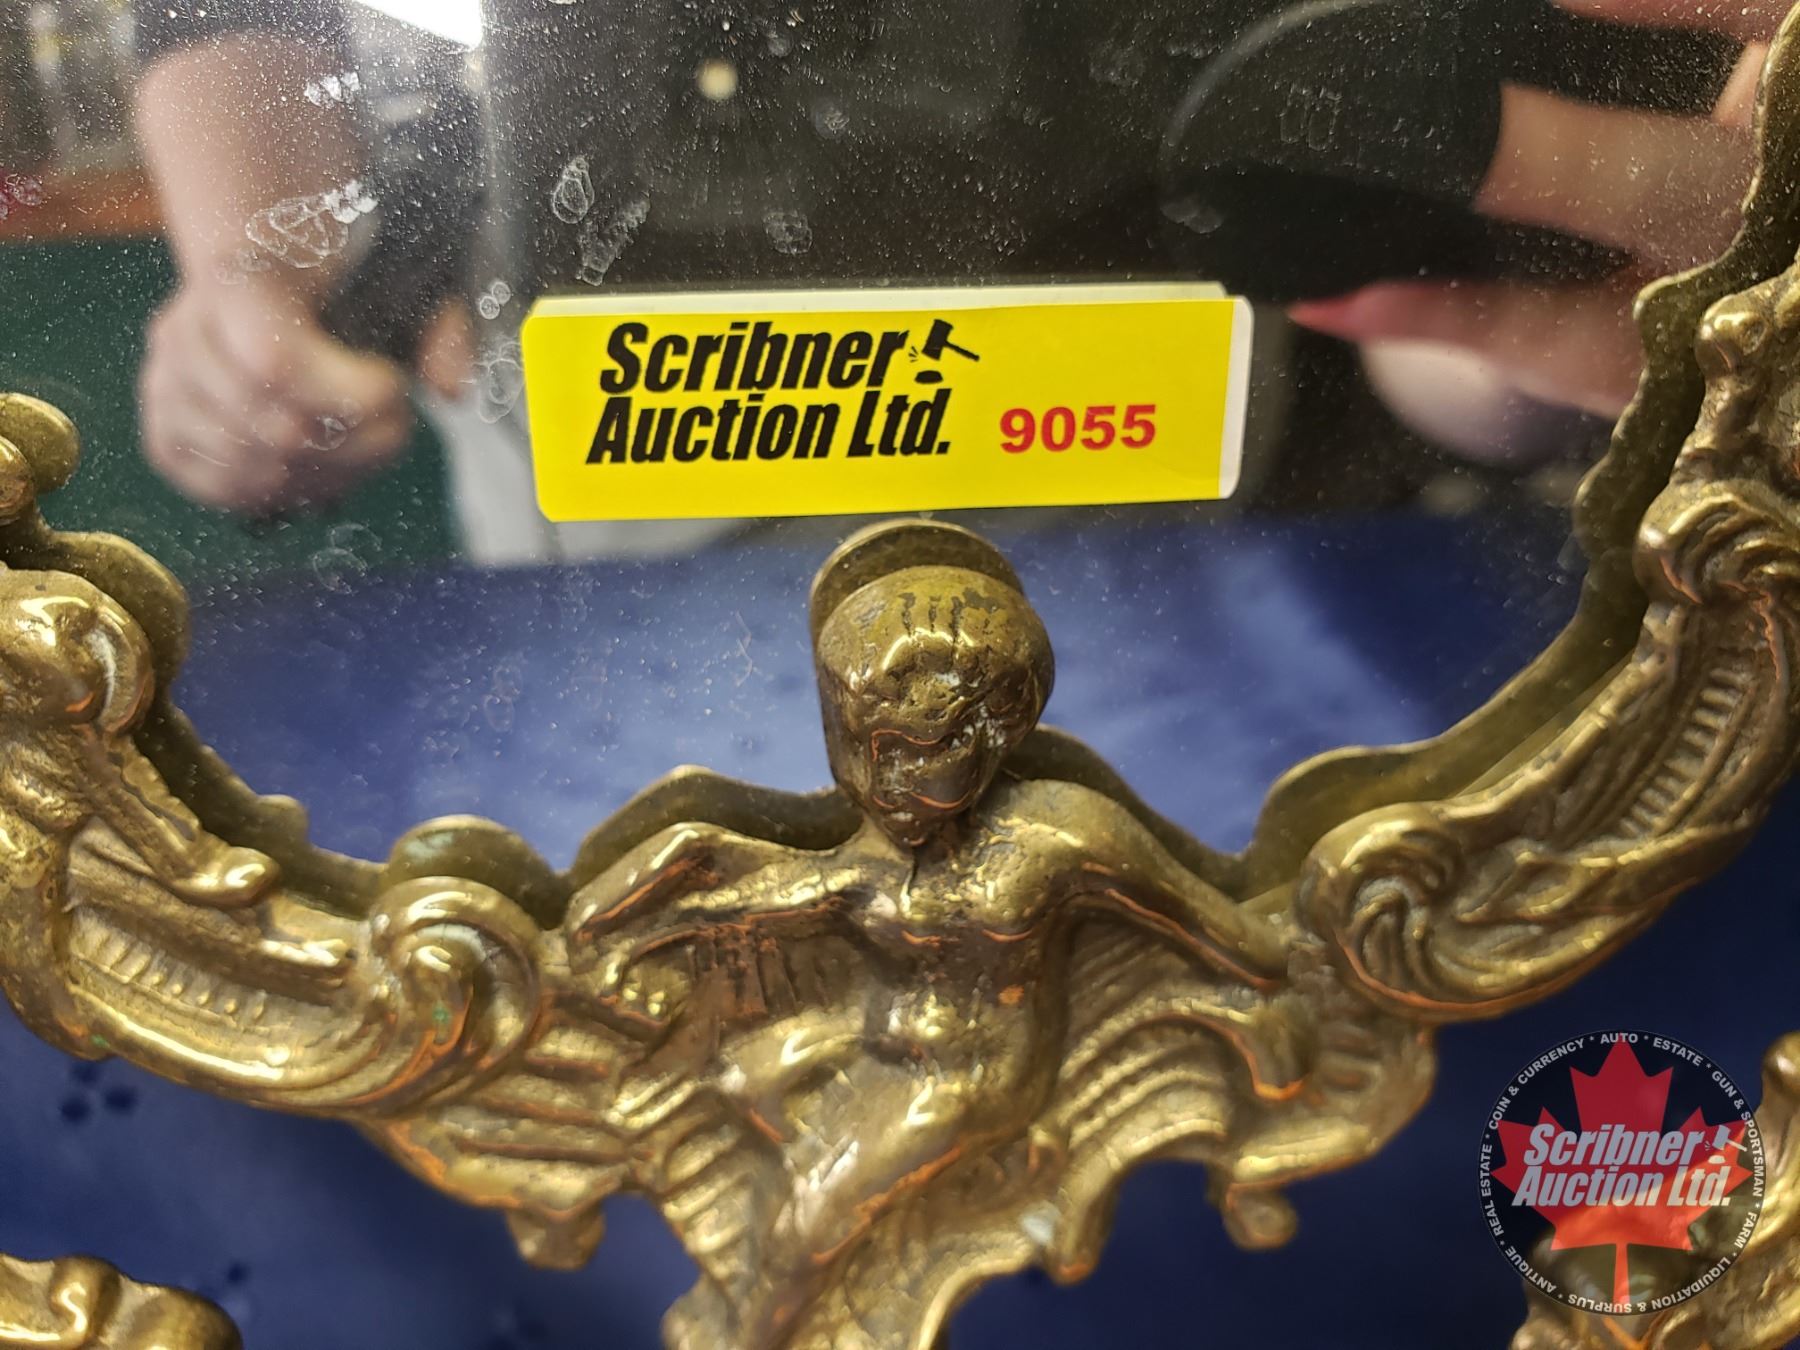 Scribner
Auction Ltd. 9055
COIN & CURRENCY * AUTO * ESTATE * GUN & SPORTSMAN * FARM * LIQUIDATION & SURPLUS * ANTIQUE * REAL ESTATE *
Scribner
Auction Ltd.